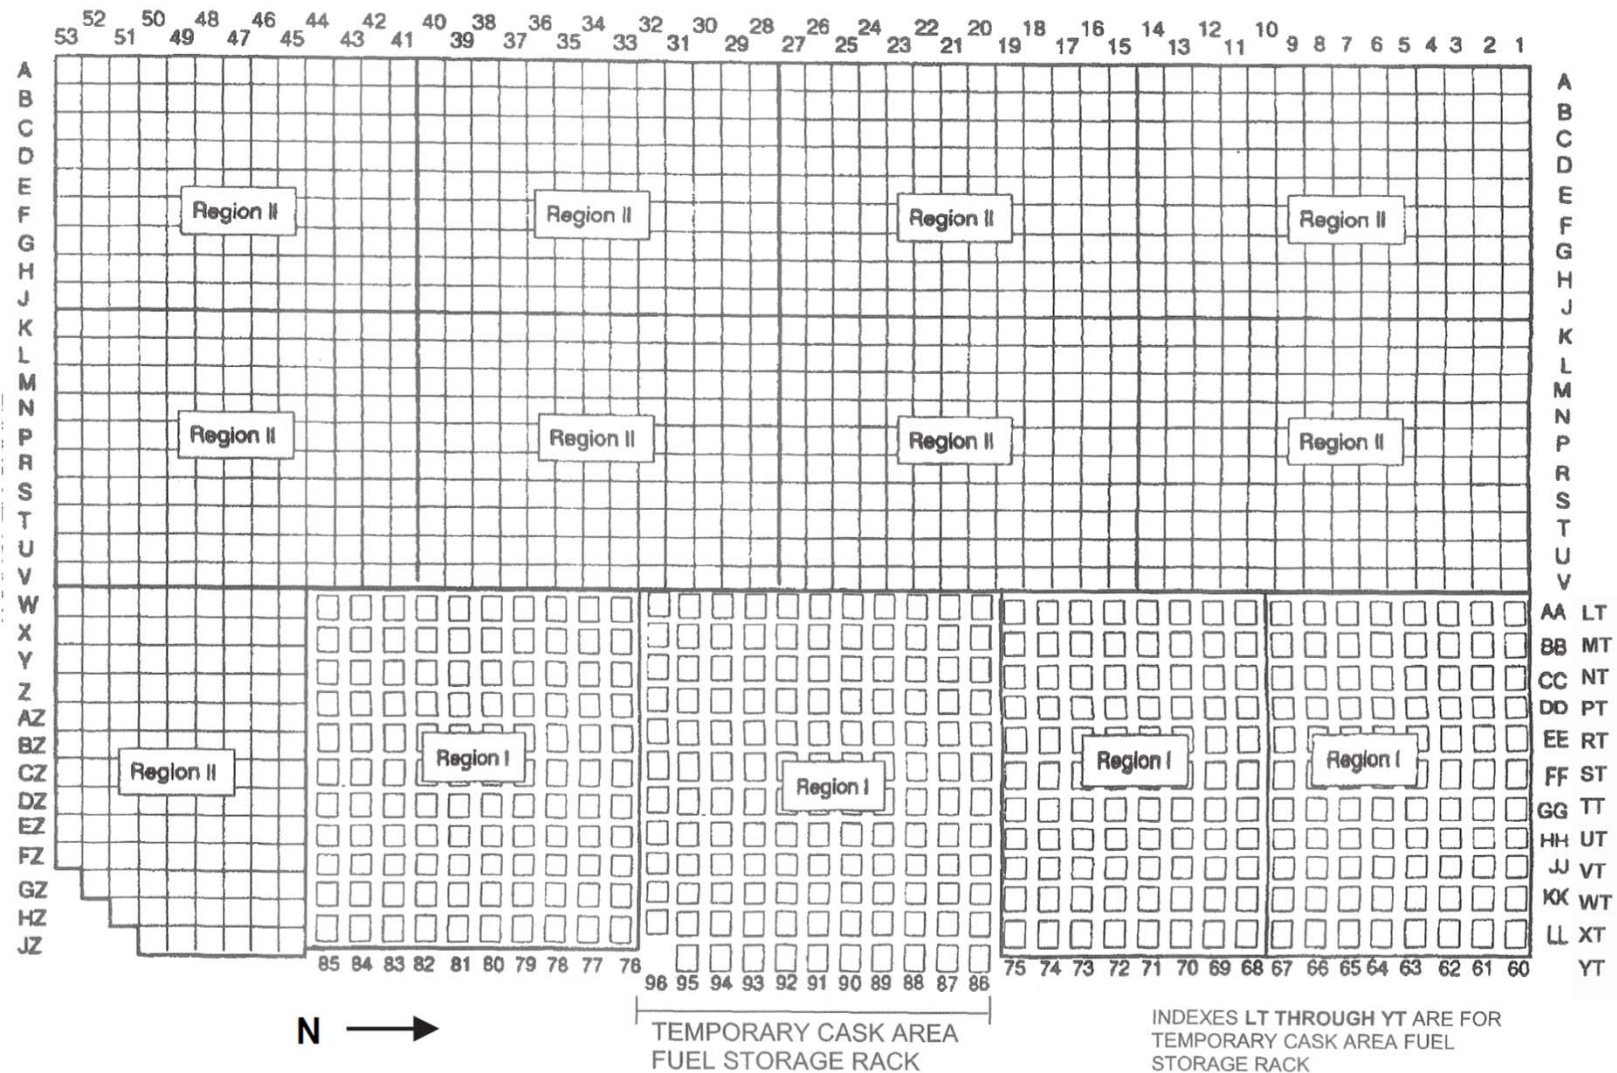 52 50 48 46 44 42 40 38 36 34 32 30 28 26 24 22 20 18 16 14 12 10
53 51 49 47 45 43 41 39 37 35 33 31 29 27 25 23 21 19 17 15 13 11 9 8 7 6 5 4 3 2 1
A A
B B
C C
D D
E E
Region II Region II Region II Region II
F F
G G
H H
J J
K K
L L
M M
N N
Region II Region II Region II Region II
P P
R R
S S
T T
U U
V V
W AA LT
X BB MT
Y CC NT
Z DD PT
AZ EE RT
BZ FF ST
Region II Region I Region I Region I Region I
CZ GG TT
DZ HH UT
EZ JJ VT
FZ KK WT
GZ LL XT
HZ YT
JZ
85 84 83 82 81 80 79 78 77 76 75 74 73 72 71 70 69 68 67 66 65 64 63 62 61 60
96 95 94 93 92 91 90 89 88 87 86
N
TEMPORARY CASK AREA
FUEL STORAGE RACK
INDEXES LT THROUGH YT ARE FOR
TEMPORARY CASK AREA FUEL
STORAGE RACK